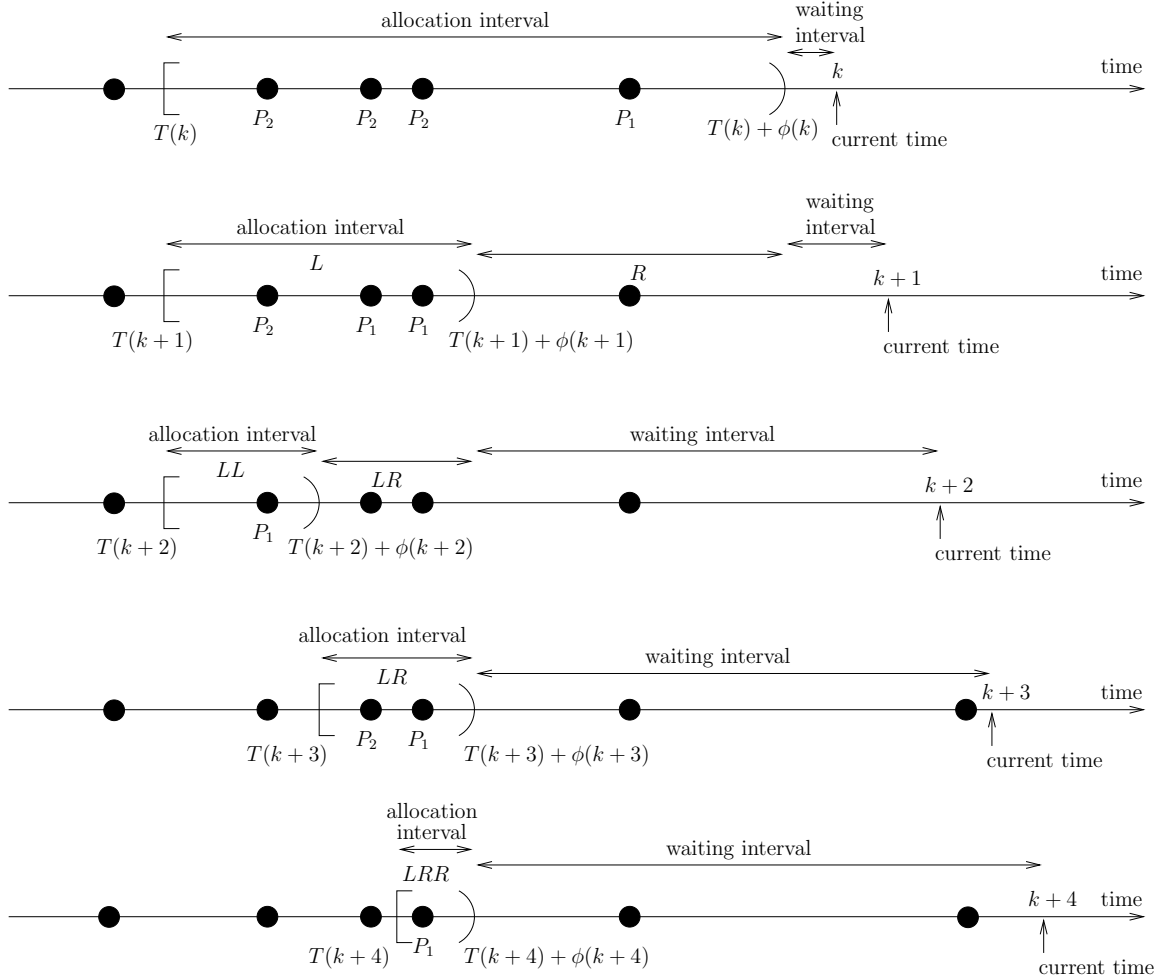 allocation interval
waiting
interval
k
time
P₂ P₂ P₂ P₁
T(k) T(k) + ϕ(k)
current time
waiting
allocation interval interval
L R k + 1 time
P₂ P₁ P₁
T(k+1) T(k+1) + ϕ(k+1)
current time
allocation interval waiting interval
LL LR k + 2 time
P₁
T(k+2) T(k+2) + ϕ(k+2)
current time
allocation interval
waiting interval
LR k + 3 time
P₂ P₁
T(k+3) T(k+3) + ϕ(k+3)
current time
allocation
interval
waiting interval
LRR
k + 4 time
P₁
T(k+4) T(k+4) + ϕ(k+4)
current time